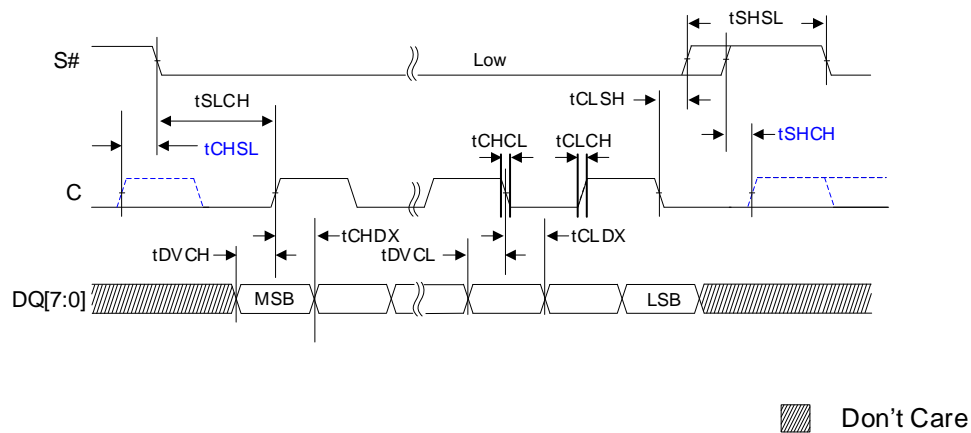 tSHSL
S#
Low
tSLCH
tCLSH
tCHSL
tCHCL
tCLCH
tSHCH
C
tDVCH
tCHDX
tDVCL
tCLDX
DQ[7:0]
MSB
LSB
Don't Care